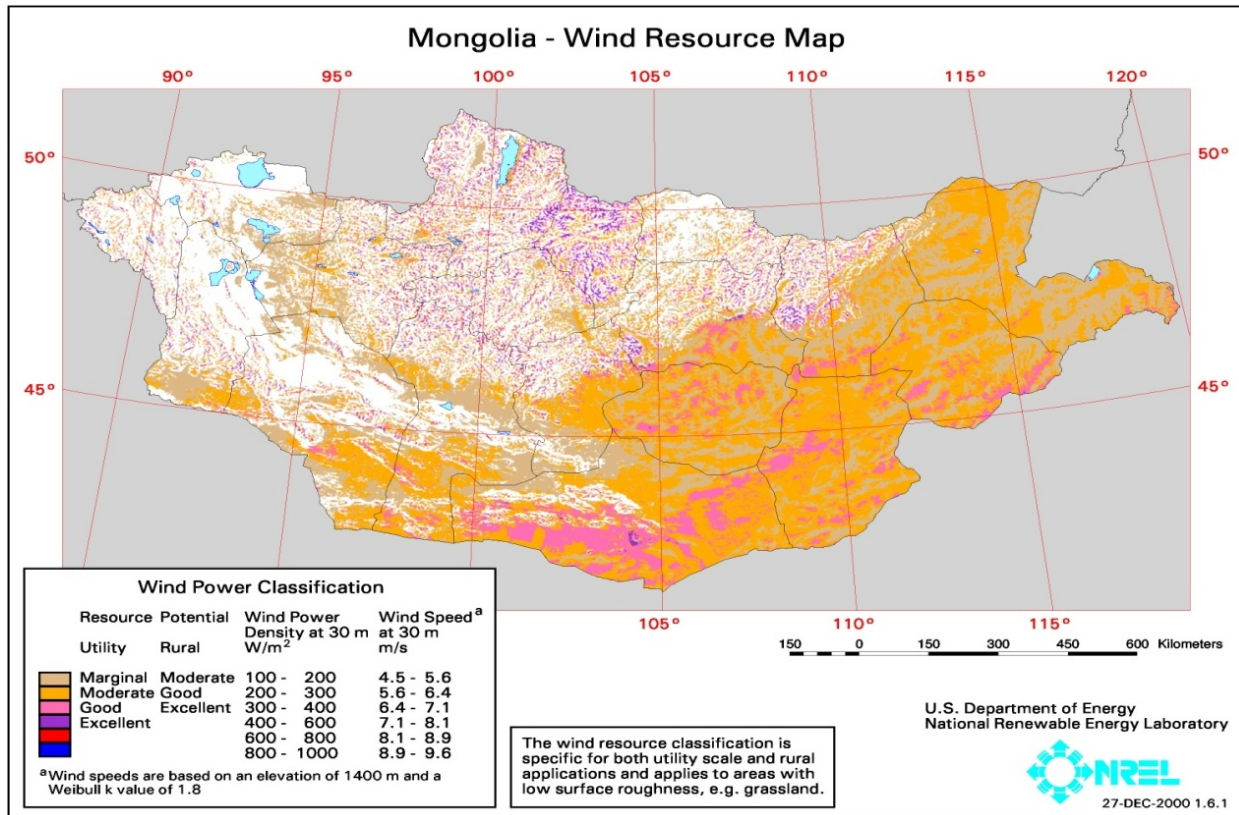 Mongolia - Wind Resource Map
90° 95° 100° 105° 110° 115° 120°
50° 50°
45° 45°
105° 110° 115°
Wind Power Classification
Resource Potential Wind Power Wind Speed a
Density at 30 m at 30 m
Utility Rural W/m2 m/s
Marginal Moderate 100 - 200 4.5 - 5.6
Moderate Good 200 - 300 5.6 - 6.4
Good Excellent 300 - 400 6.4 - 7.1
Excellent 400 - 600 7.1 - 8.1
600 - 800 8.1 - 8.9
800 - 1000 8.9 - 9.6
a Wind speeds are based on an elevation of 1400 m and a
Weibull k value of 1.8
The wind resource classification is
specific for both utility scale and rural
applications and applies to areas with
low surface roughness, e.g. grassland.
150 0 150 300 450 600 Kilometers
U.S. Department of Energy
National Renewable Energy Laboratory
NREL
27-DEC-2000 1.6.1